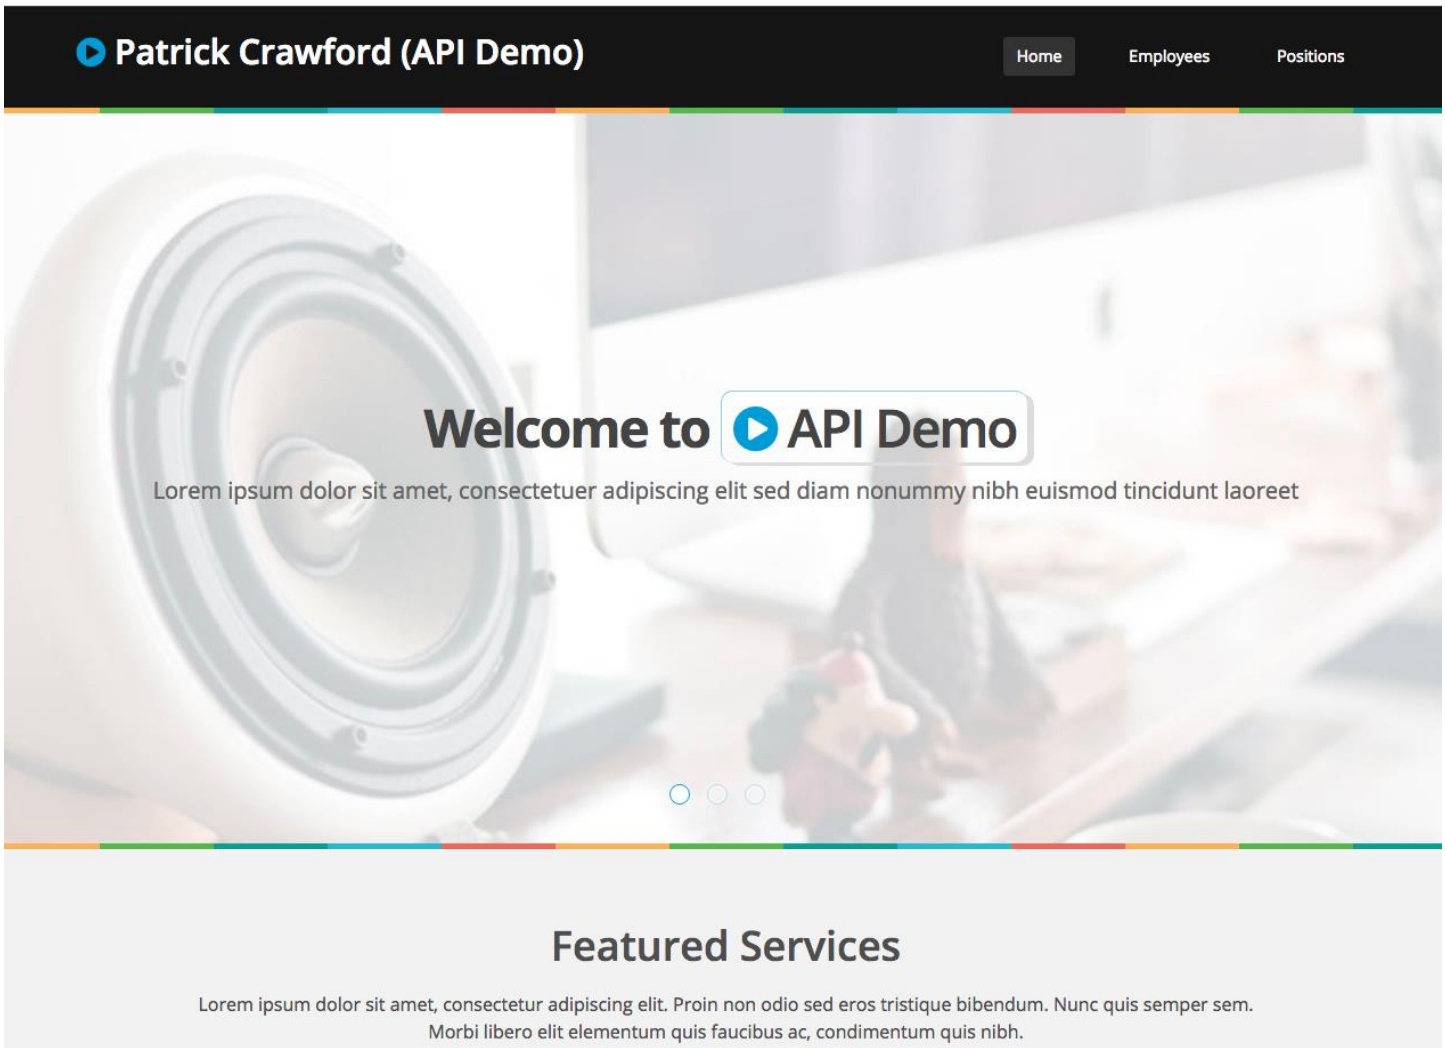 Patrick Crawford (API Demo)
Home
Employees
Positions
Welcome to API Demo
Lorem ipsum dolor sit amet, consectetuer adipiscing elit sed diam nonummy nibh euismod tincidunt laoreet
Featured Services
Lorem ipsum dolor sit amet, consectetur adipiscing elit. Proin non odio sed eros tristique bibendum. Nunc quis semper sem.
Morbi libero elit elementum quis faucibus ac, condimentum quis nibh.